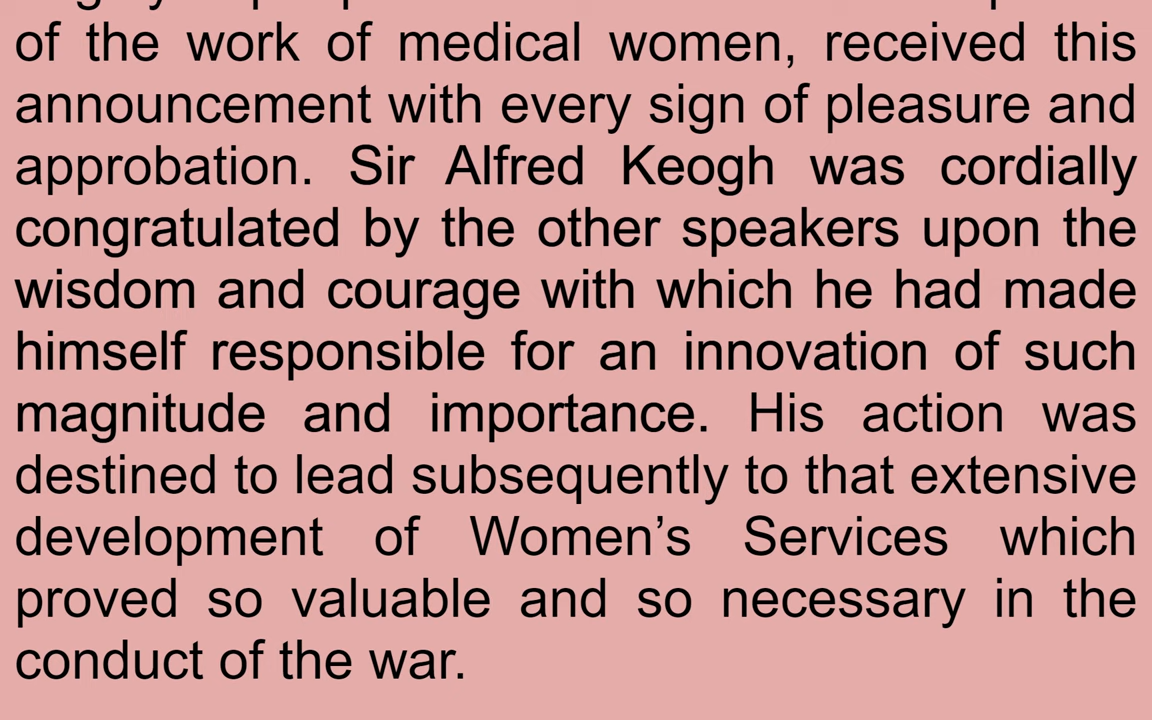 of the work of medical women, received this
announcement with every sign of pleasure and
approbation. Sir Alfred Keogh was cordially
congratulated by the other speakers upon the
wisdom and courage with which he had made
himself responsible for an innovation of such
magnitude and importance. His action was
destined to lead subsequently to that extensive
development of Women’s Services which
proved so valuable and so necessary in the
conduct of the war.